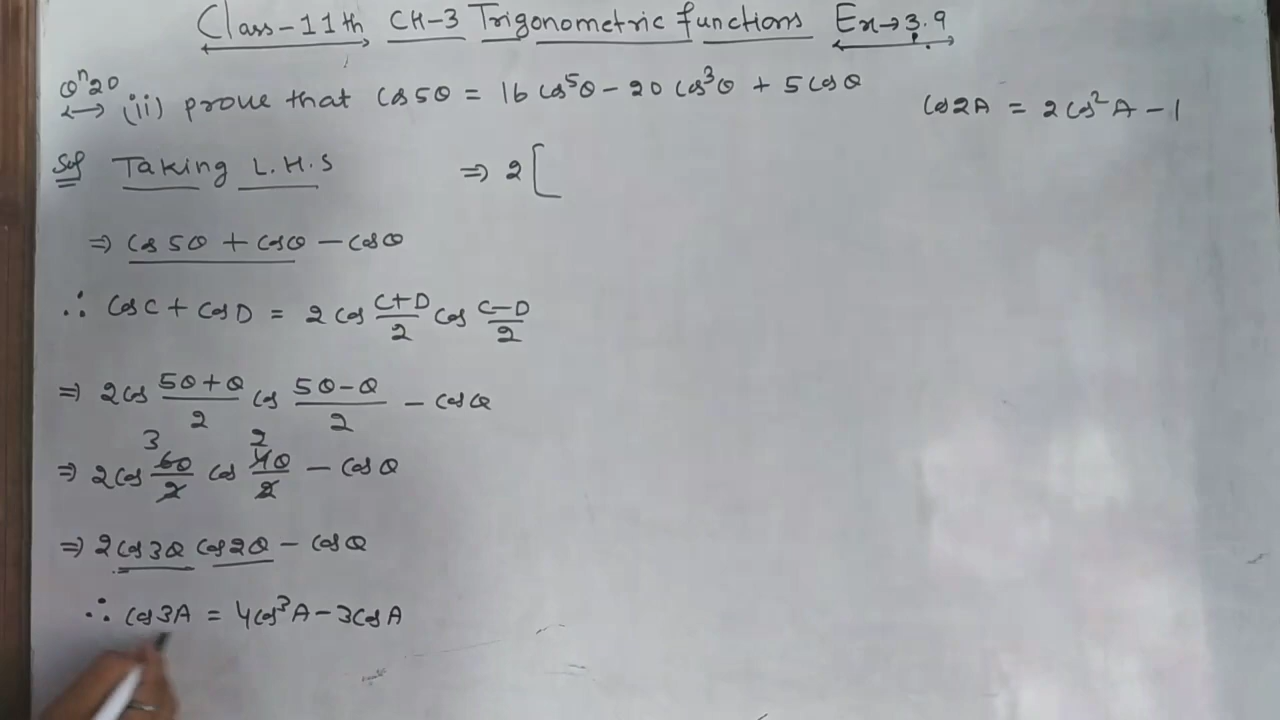 Class-11th CH-3 Trigonometric functions Ex→3.9
Qⁿ20 (ii) prove that cos5θ = 16cos⁵θ - 20cos³θ + 5cosθ
cos2A = 2cos²A - 1
Sol Taking L.H.S
⇒ cos5θ + cosθ - cosθ
∴ cosC + cosD = 2cos (C+D)/2 cos (C-D)/2
⇒ 2cos (5θ+θ)/2 cos (5θ-θ)/2 - cosθ
⇒ 2cos 6θ/2 3 cos 4θ/2 2 - cosθ
⇒ 2cos3θ cos2θ - cosθ
∴ cos3A = 4cos³A - 3cosA
⇒ 2[